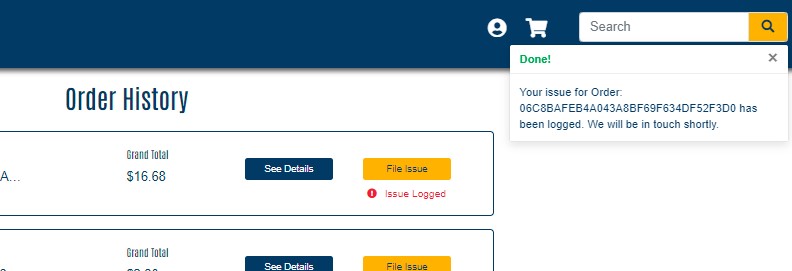 Search
Done!
Your issue for Order:
06C8BAFEB4A043A8BF69F634DF52F3D0 has
been logged. We will be in touch shortly.
Order History
Grand Total
A...
$16.68
See Details
File Issue
Issue Logged
Grand Total
See Details
File Issue